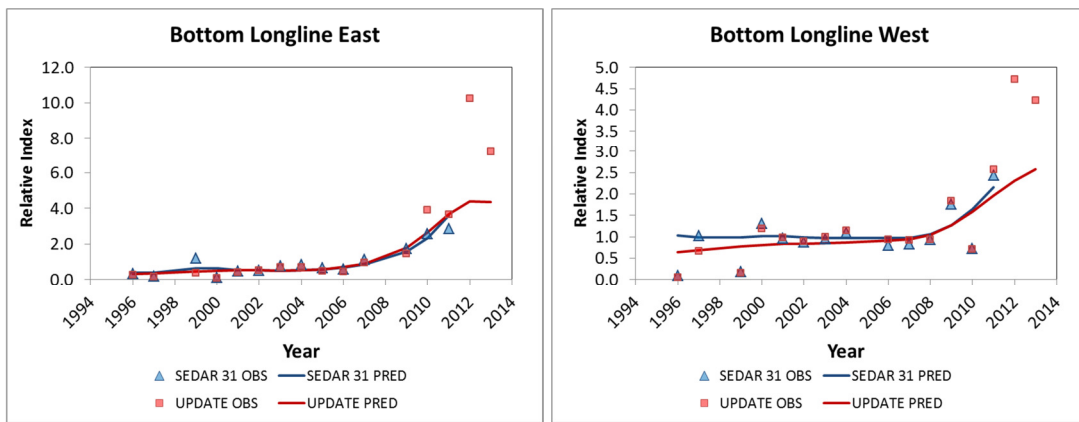 Bottom Longline East
12.0
10.0
8.0
6.0
4.0
2.0
0.0
Relative Index
1994
1996
1998
2000
2002
2004
2006
2008
2010
2012
2014
Year
SEDAR 31 OBS
SEDAR 31 PRED
UPDATE OBS
UPDATE PRED
Bottom Longline West
5.0
4.5
4.0
3.5
3.0
2.5
2.0
1.5
1.0
0.5
0.0
Relative Index
1994
1996
1998
2000
2002
2004
2006
2008
2010
2012
2014
Year
SEDAR 31 OBS
SEDAR 31 PRED
UPDATE OBS
UPDATE PRED